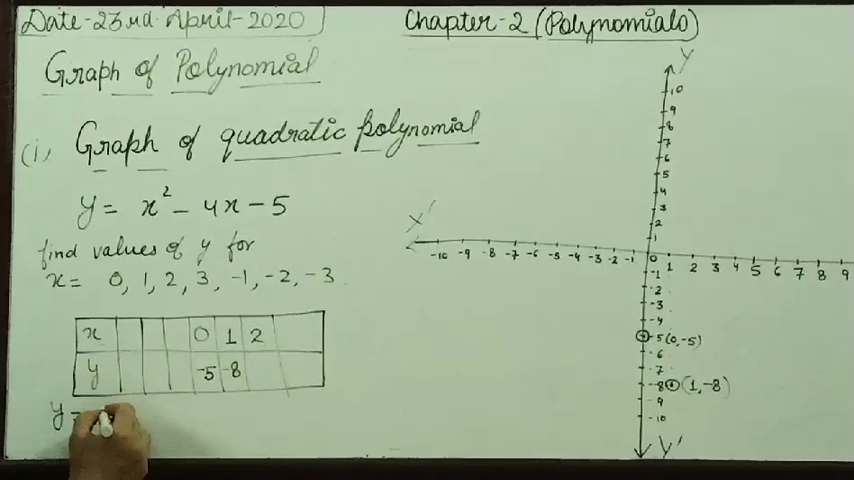 Date-23rd April-2020
Chapter-2 (Polynomials)
Graph of Polynomial
(i) Graph of quadratic polynomial
y = x² - 4x - 5
find values of y for
x = 0, 1, 2, 3, -1, -2, -3
x 0 1 2
y -5 -8
y =
Y
10
9
8
7
6
5
4
3
2
1
X'
-10 -9 -8 -7 -6 -5 -4 -3 -2 -1 0 1 2 3 4 5 6 7 8 9
-1
-2
-3
-4
-5 (0,-5)
-6
-7
-8 (1,-8)
-9
-10
Y'